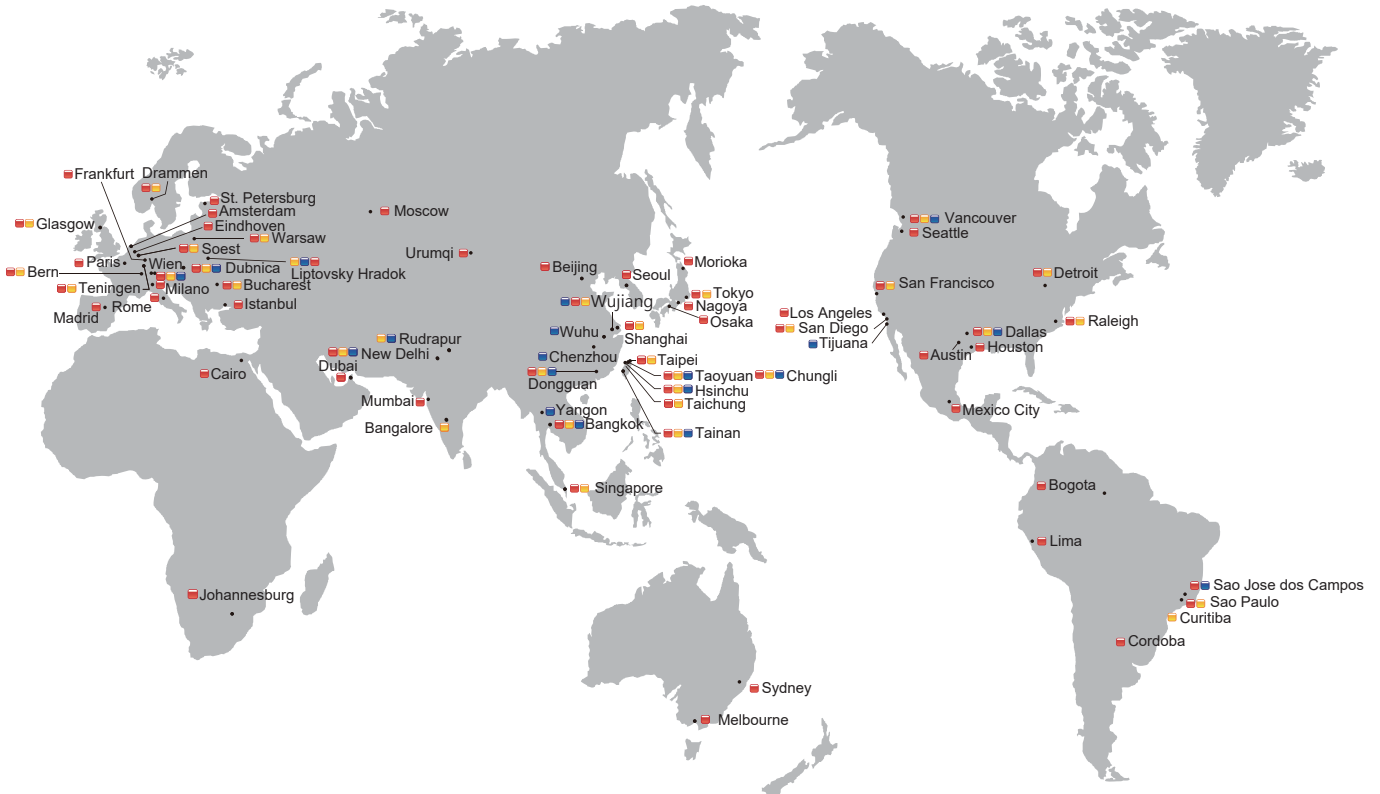 Frankfurt
Drammen
St. Petersburg
Amsterdam
Moscow
Glasgow
Eindhoven
Warsaw
Soest
Urumqi
Paris
Wien
Dubnica
Liptovsky Hradok
Bern
Teningen
Milano
Bucharest
Istanbul
Rome
Madrid
Cairo
Johannesburg
Rudrapur
New Delhi
Dubai
Mumbai
Bangalore
Beijing
Seoul
Morioka
Tokyo
Nagoya
Osaka
Wujiang
Wuhu
Shanghai
Chenzhou
Dongguan
Taipei
Taoyuan
Chungli
Hsinchu
Taichung
Tainan
Yangon
Bangkok
Singapore
Sydney
Melbourne
Vancouver
Seattle
San Francisco
Detroit
Los Angeles
San Diego
Tijuana
Raleigh
Dallas
Houston
Austin
Mexico City
Bogota
Lima
Sao Jose dos Campos
Sao Paulo
Curitiba
Cordoba